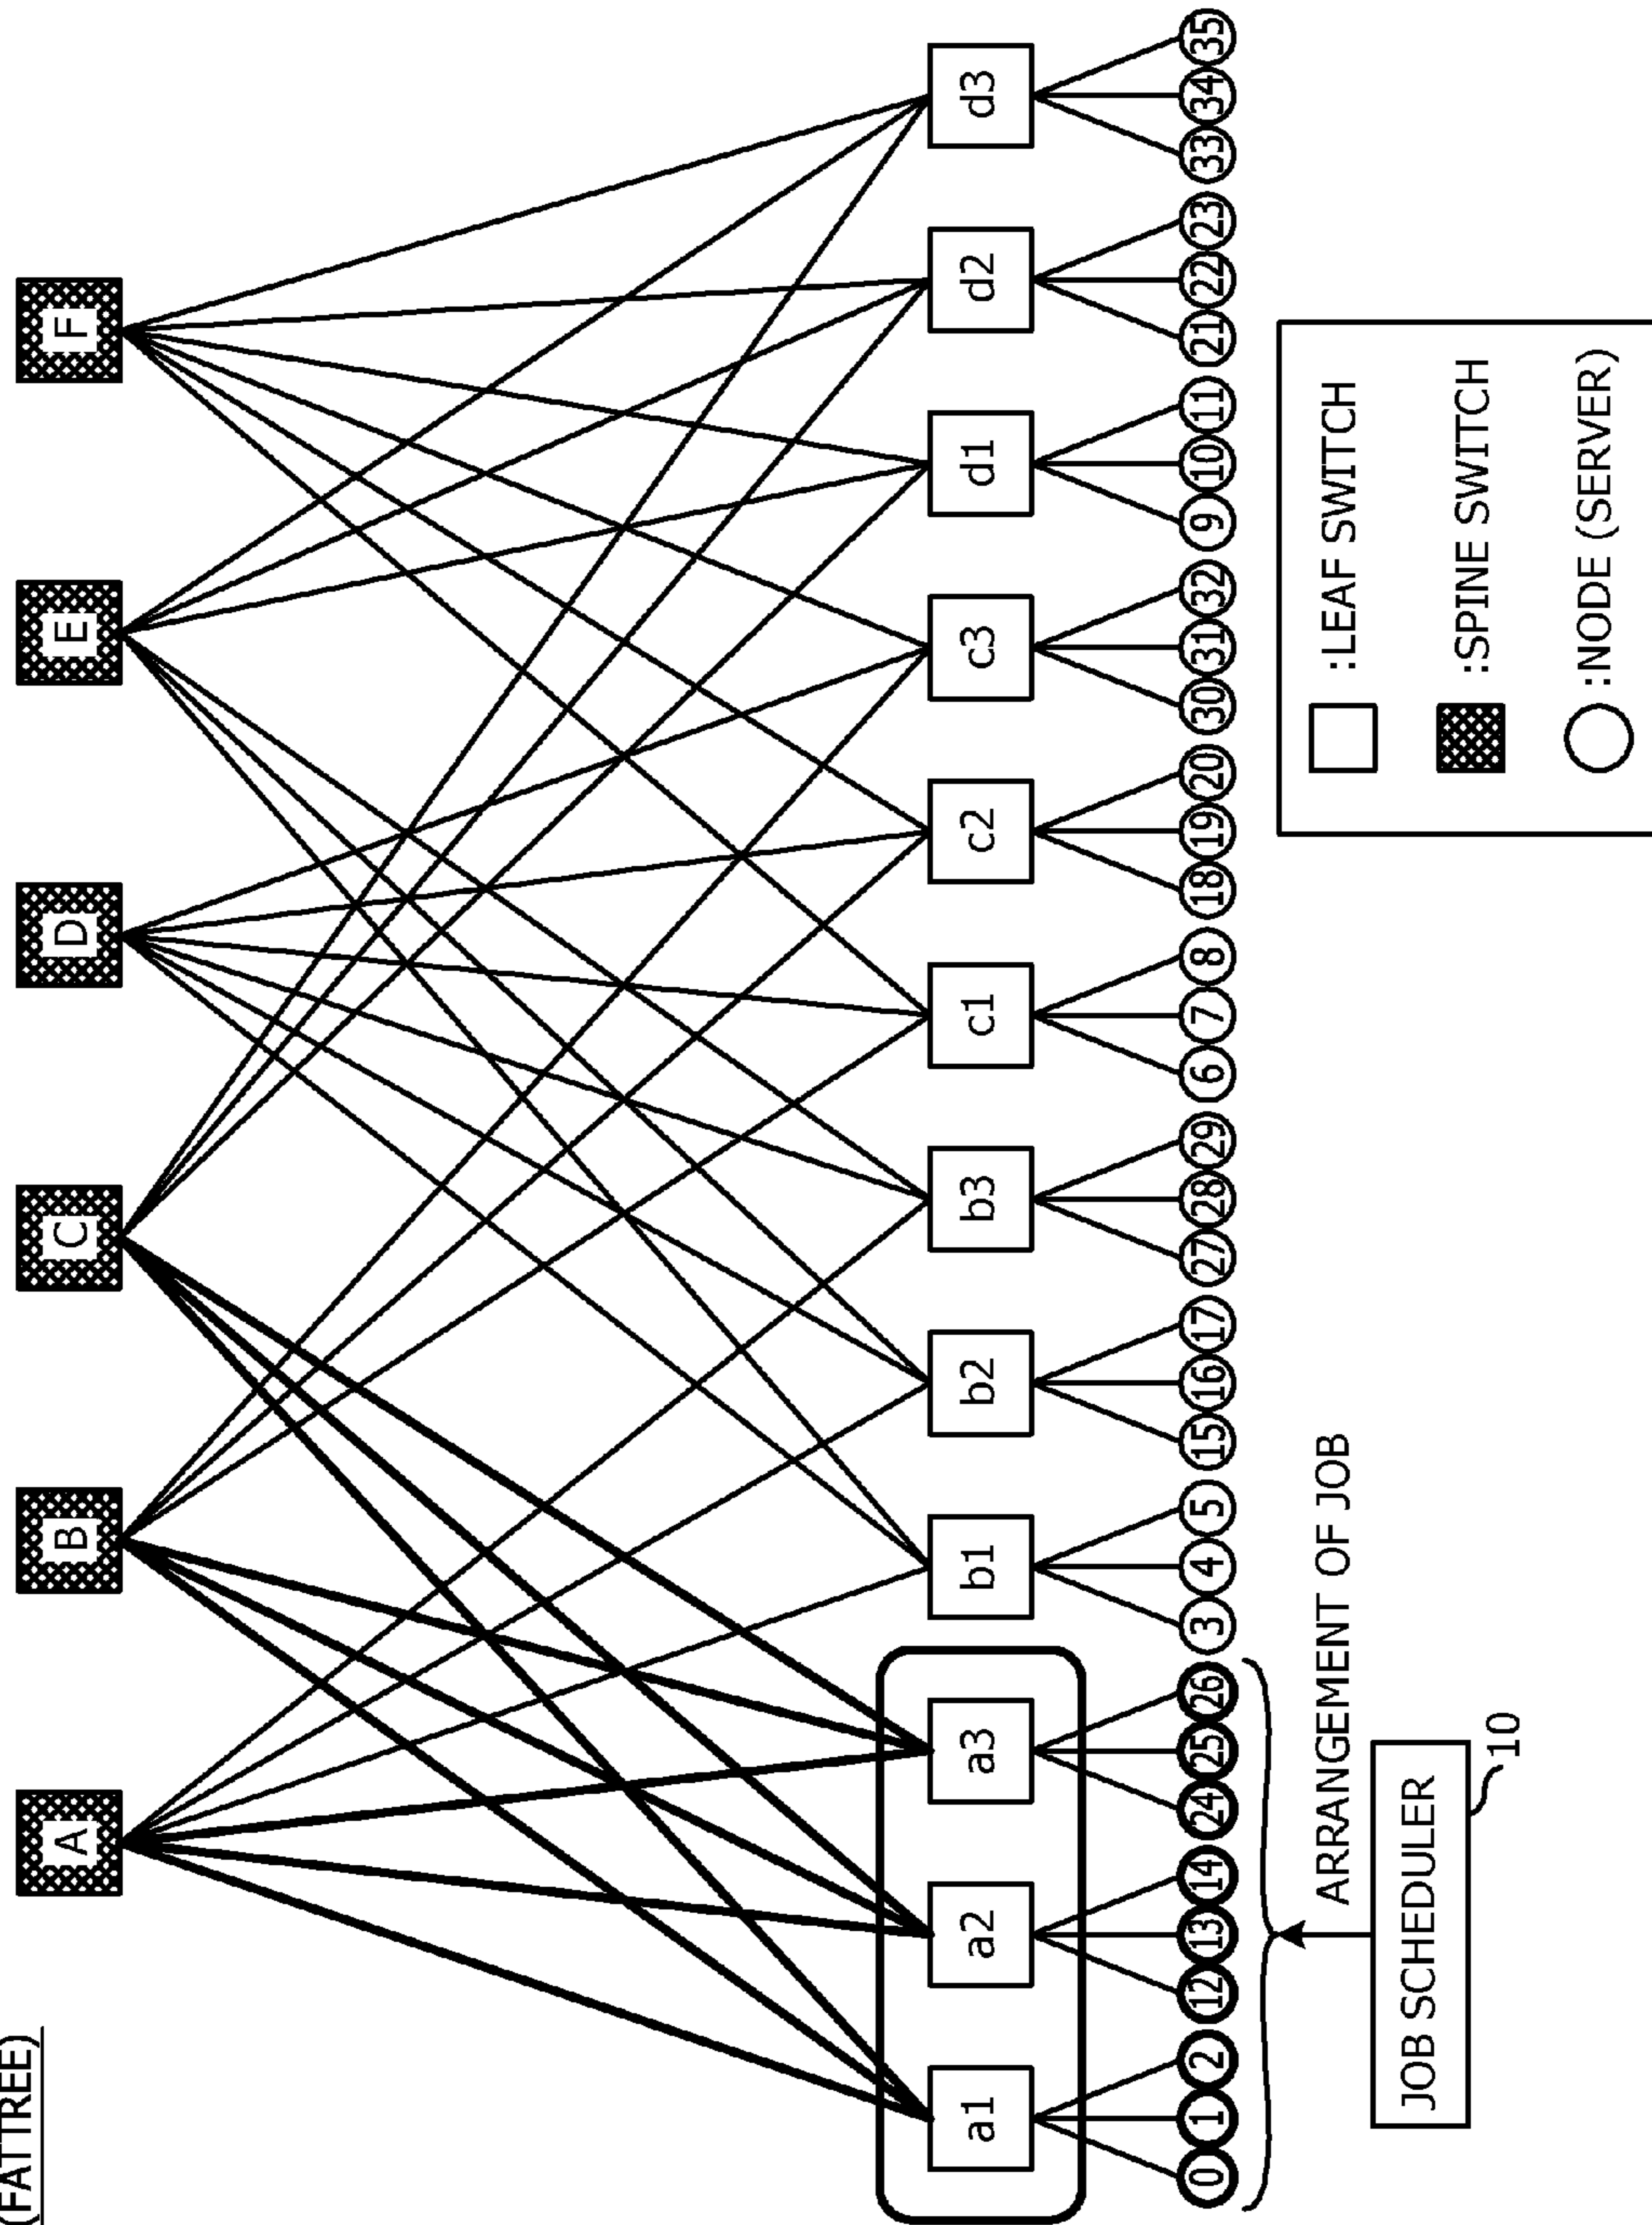 (FATTREE)
A B C D E F
a1 a2 a3 b1 b2 b3 c1 c2 c3 d1 d2 d3
0 1 2 12 13 14 24 25 26 3 4 5 15 16 17 27 28 29 6 7 8 18 19 20 30 31 32 9 10 11 21 22 23 33 34 35
ARRANGEMENT OF JOB
JOB SCHEDULER
10
:LEAF SWITCH
:SPINE SWITCH
:NODE (SERVER)